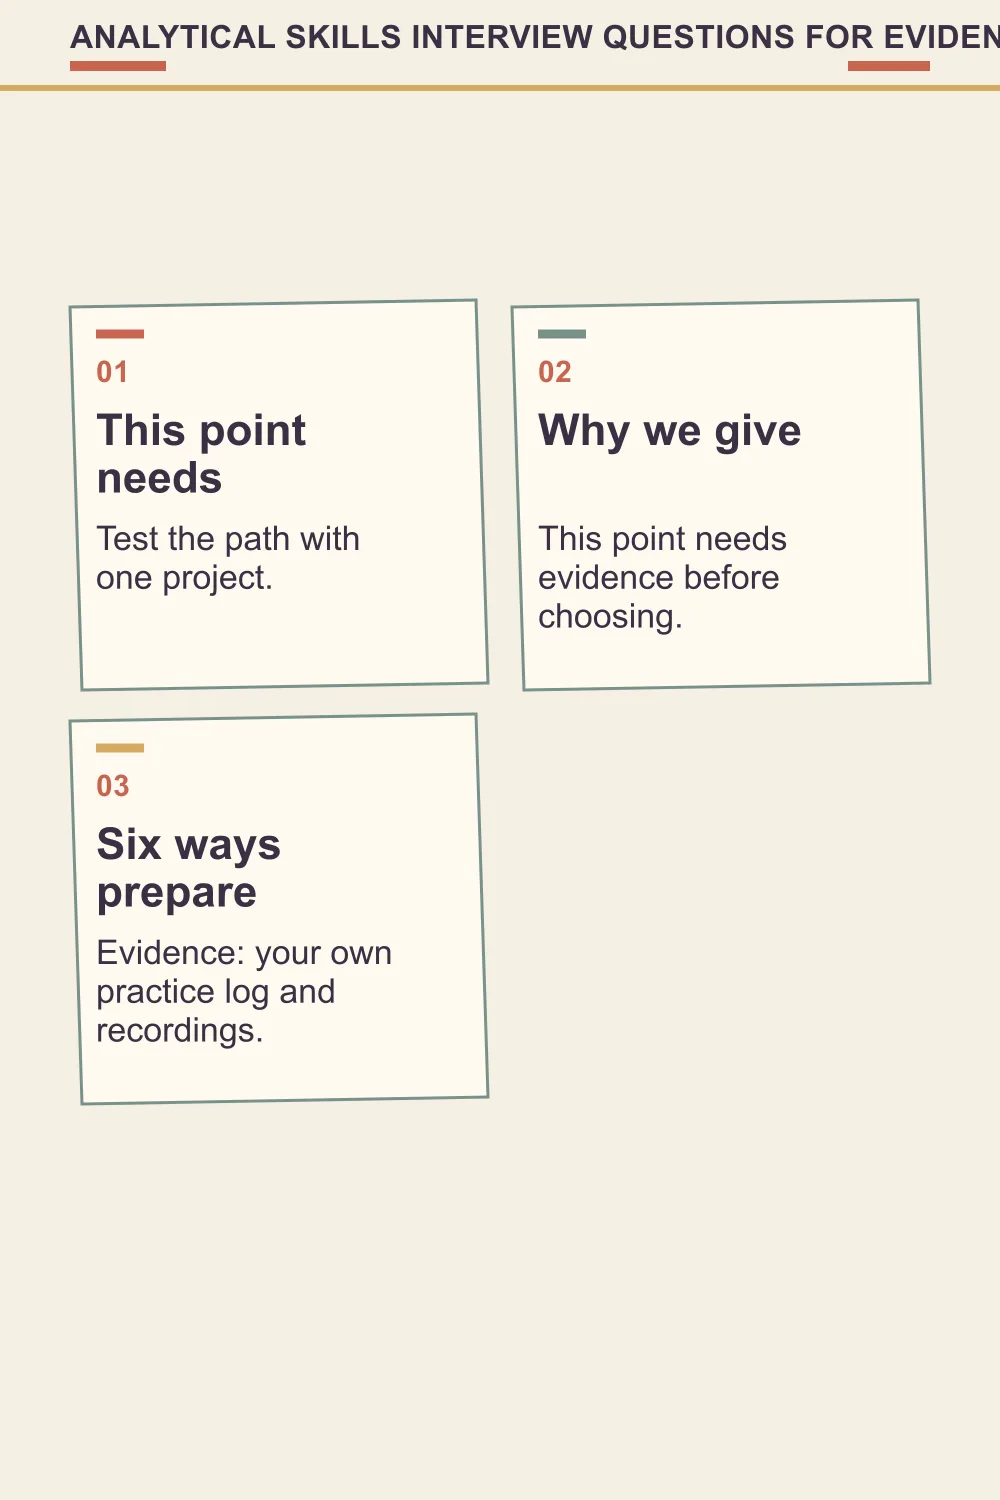 ANALYTICAL SKILLS INTERVIEW QUESTIONS FOR EVIDEN
01
This point
needs
Test the path with
one project.
02
Why we give
This point needs
evidence before
choosing.
03
Six ways
prepare
Evidence: your own
practice log and
recordings.